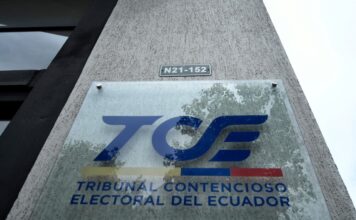 N21-152
TCE
TRIBUNAL CONTENCIOSO
ELECTORAL DEL ECUADOR